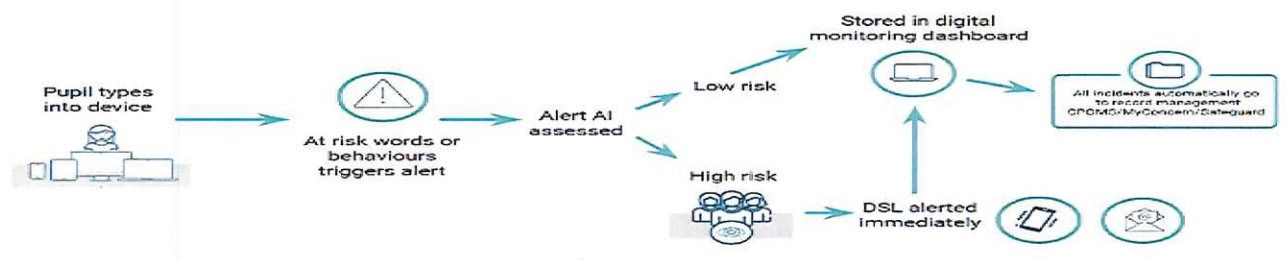 Pupil types
into device
At risk words or
behaviours
triggers alert
Alert AI
assessed
Low risk
High risk
Stored in digital
monitoring dashboard
All incidents automatically go
to record management
CPOMS/MyConcern/Safeguard
DSL alerted
immediately